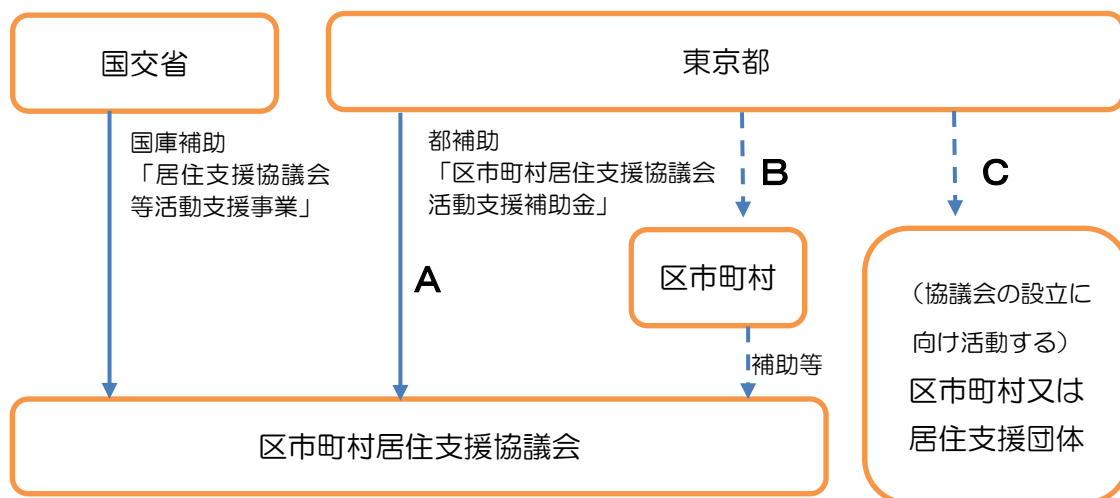 国交省
東京都
国庫補助
「居住支援協議会
等活動支援事業」
都補助
「区市町村居住支援協議会
活動支援補助金」
A
B
C
区市町村
補助等
（協議会の設立に
向け活動する）
区市町村又は
居住支援団体
区市町村居住支援協議会